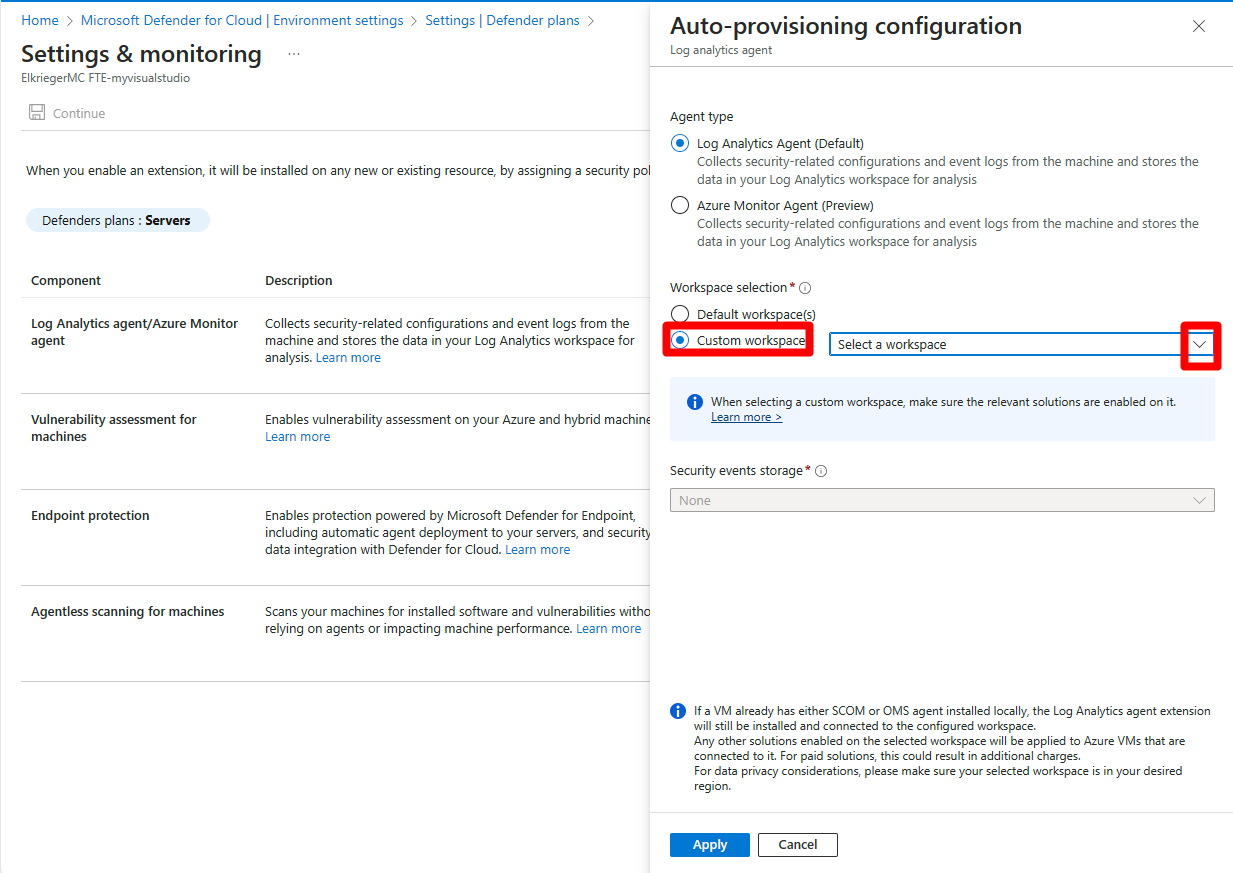 Home > Microsoft Defender for Cloud | Environment settings > Settings | Defender plans >
Settings & monitoring ...
ElkriegerMC FTE-myvisualstudio
Continue
When you enable an extension, it will be installed on any new or existing resource, by assigning a security pol
Defenders plans : Servers
Component Description
Log Analytics agent/Azure Monitor
agent
Collects security-related configurations and event logs from the
machine and stores the data in your Log Analytics workspace for
analysis. Learn more
Vulnerability assessment for
machines
Enables vulnerability assessment on your Azure and hybrid machine
Learn more
Endpoint protection
Enables protection powered by Microsoft Defender for Endpoint,
including automatic agent deployment to your servers, and security
data integration with Defender for Cloud. Learn more
Agentless scanning for machines
Scans your machines for installed software and vulnerabilities witho
relying on agents or impacting machine performance. Learn more
Auto-provisioning configuration
Log analytics agent
Agent type
Log Analytics Agent (Default)
Collects security-related configurations and event logs from the machine and stores the
data in your Log Analytics workspace for analysis
Azure Monitor Agent (Preview)
Collects security-related configurations and event logs from the machine and stores the
data in your Log Analytics workspace for analysis
Workspace selection *
Default workspace(s)
Custom workspace
Select a workspace
When selecting a custom workspace, make sure the relevant solutions are enabled on it.
Learn more >
Security events storage *
None
If a VM already has either SCOM or OMS agent installed locally, the Log Analytics agent extension
will still be installed and connected to the configured workspace.
Any other solutions enabled on the selected workspace will be applied to Azure VMs that are
connected to it. For paid solutions, this could result in additional charges.
For data privacy considerations, please make sure your selected workspace is in your desired
region.
Apply Cancel